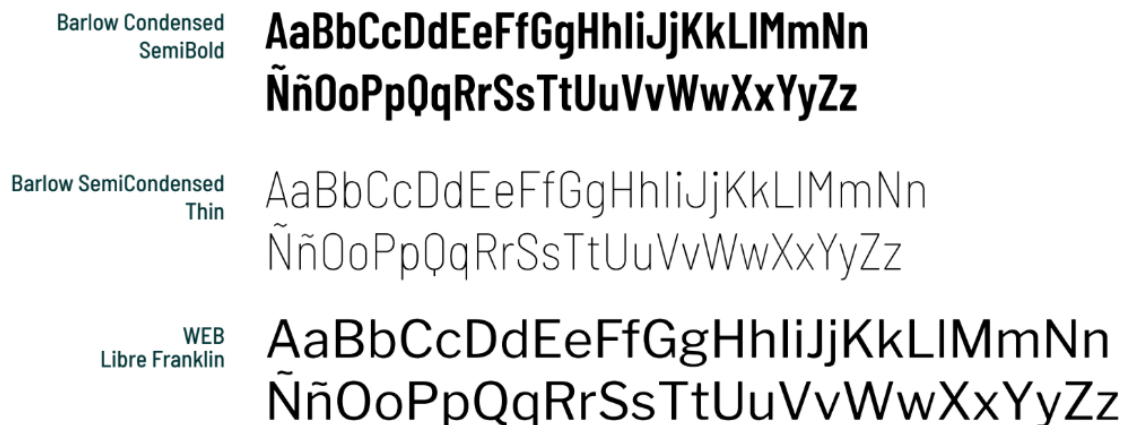 Barlow Condensed
SemiBold
AaBbCcDdEeFfGgHhIiJjKkLlMmNn
ÑñOoPpQqRrSsTtUuVvWwXxYyZz
Barlow SemiCondensed
Thin
AaBbCcDdEeFfGgHhIiJjKkLlMmNn
ÑñOoPpQqRrSsTtUuVvWwXxYyZz
WEB
Libre Franklin
AaBbCcDdEeFfGgHhIiJjKkLlMmNn
ÑñOoPpQqRrSsTtUuVvWwXxYyZz